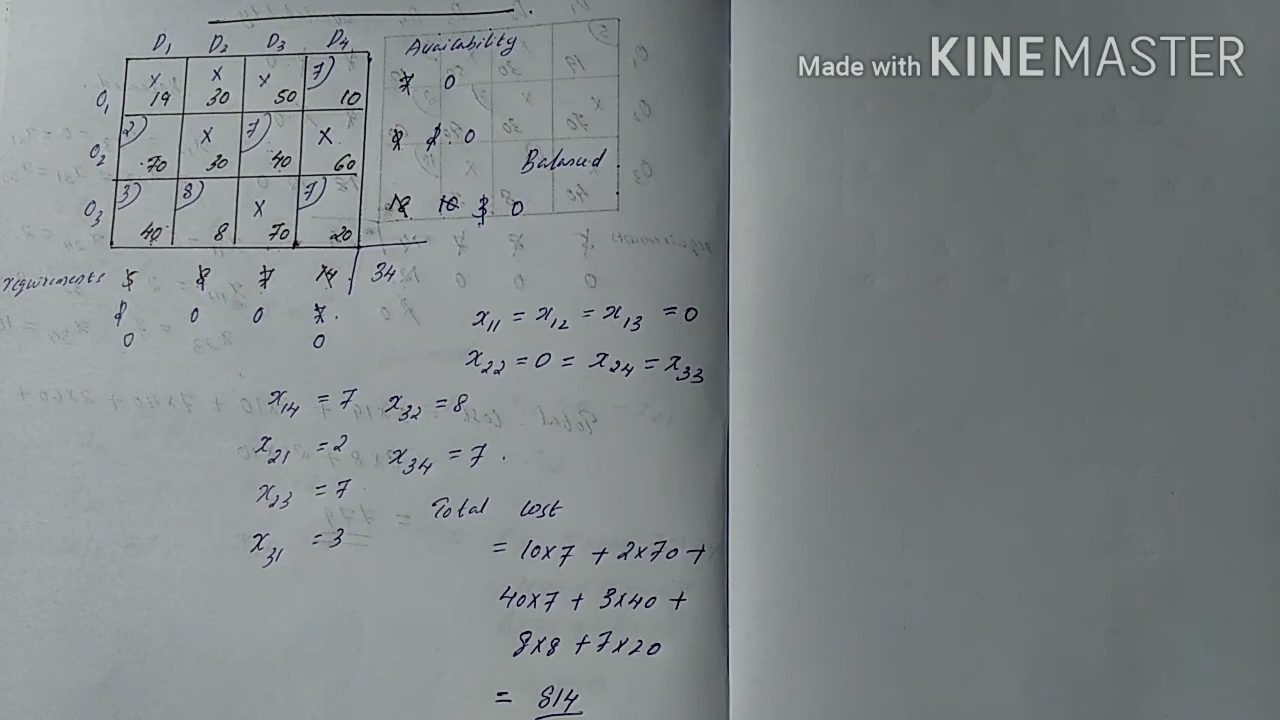 Made with KINEMASTER
D1 D2 D3 D4 Availability
x x x 7)
O1 19 30 50 10 7 0
2) x 7) x
O2 70 30 40 60 9 2 0
Balanced
3) 8) x 7)
O3 40 8 70 20 18 10 3 0
requirements 5 8 7 14 34
2 0 0 7
0 0
x11 = x12 = x13 = 0
x22 = 0 = x24 = x33
x14 = 7 x32 = 8
x21 = 2 x34 = 7 .
x23 = 7
Total cost
x31 = 3
= 10x7 + 2x70 +
40x7 + 3x40 +
8x8 + 7x20
= 814